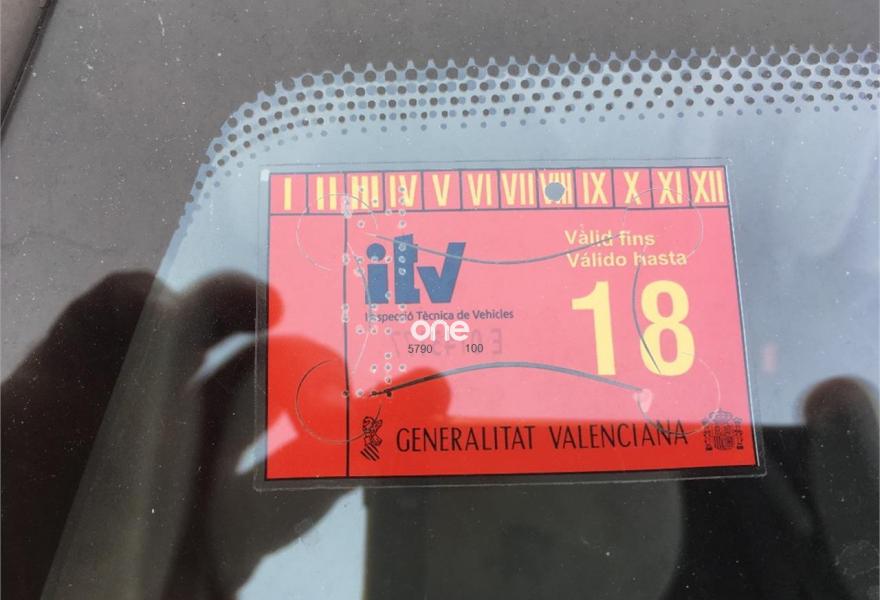 I II III IV V VI VII VIII IX X XI XII
Vàlid fins
Válido hasta
itv
18
Inspecció Tècnica de Vehicles
one
5790 100
GENERALITAT VALENCIANA